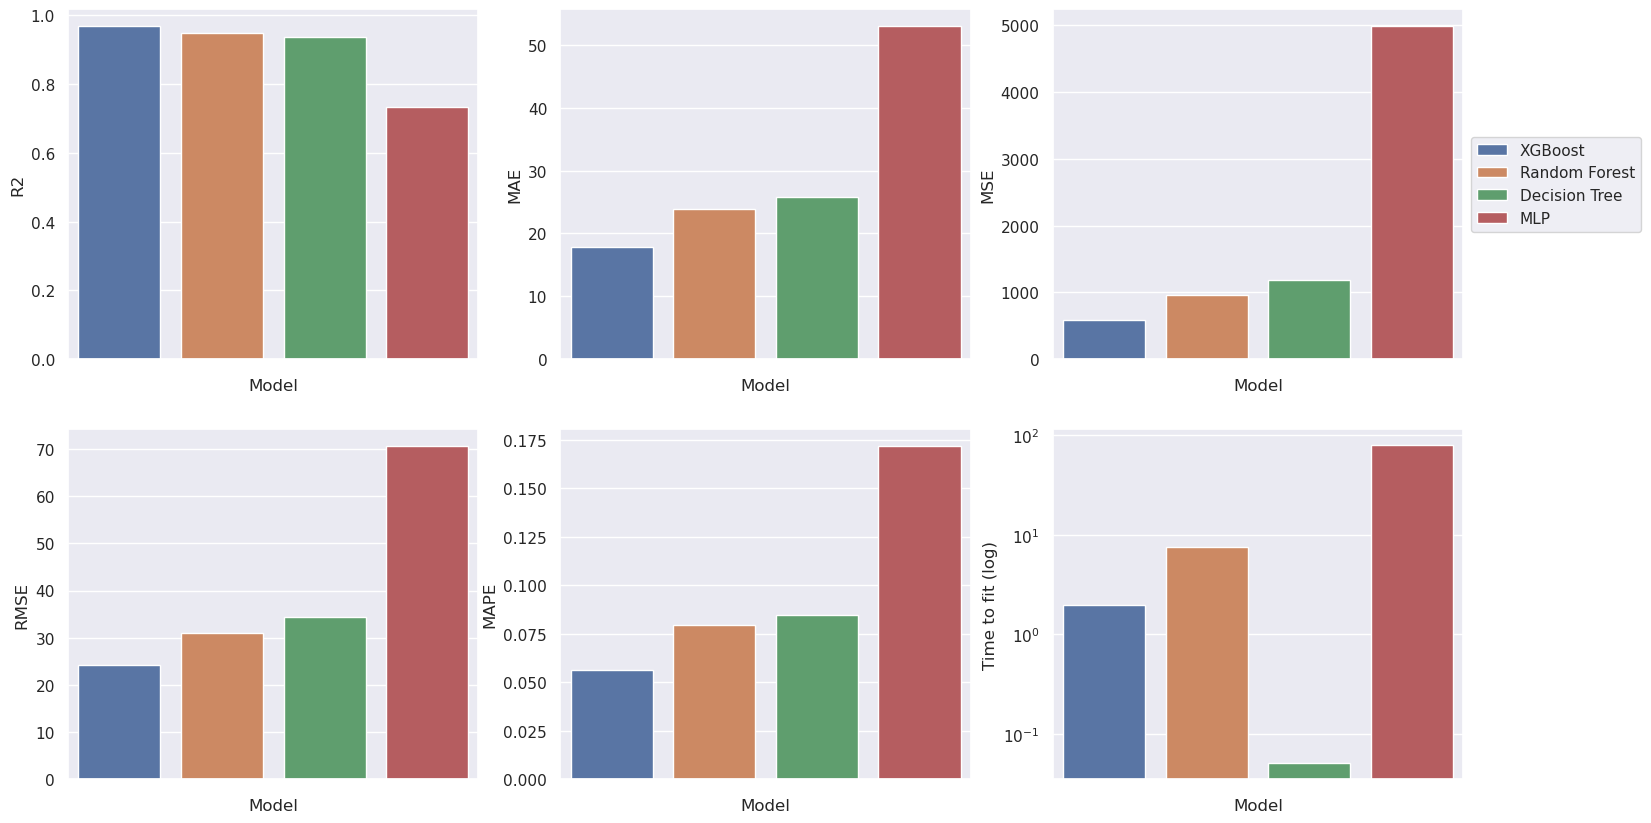 1.0
0.8
0.6
0.4
0.2
0.0
R2
Model
50
40
30
20
10
0
MAE
Model
5000
4000
3000
2000
1000
0
MSE
Model
XGBoost
Random Forest
Decision Tree
MLP
70
60
50
40
30
20
10
0
RMSE
Model
0.175
0.150
0.125
0.100
0.075
0.050
0.025
0.000
MAPE
Model
10²
10¹
10⁰
10⁻¹
Time to fit (log)
Model